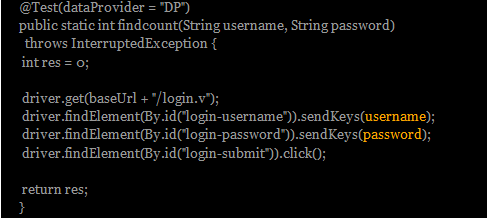 @Test(dataProvider = "DP")
public static int findcount(String username, String password)
throws InterruptedException {
int res = 0;
driver.get(baseUrl + "/login.v");
driver.findElement(By.id("login-username")).sendKeys(username);
driver.findElement(By.id("login-password")).sendKeys(password);
driver.findElement(By.id("login-submit")).click();
return res;
}